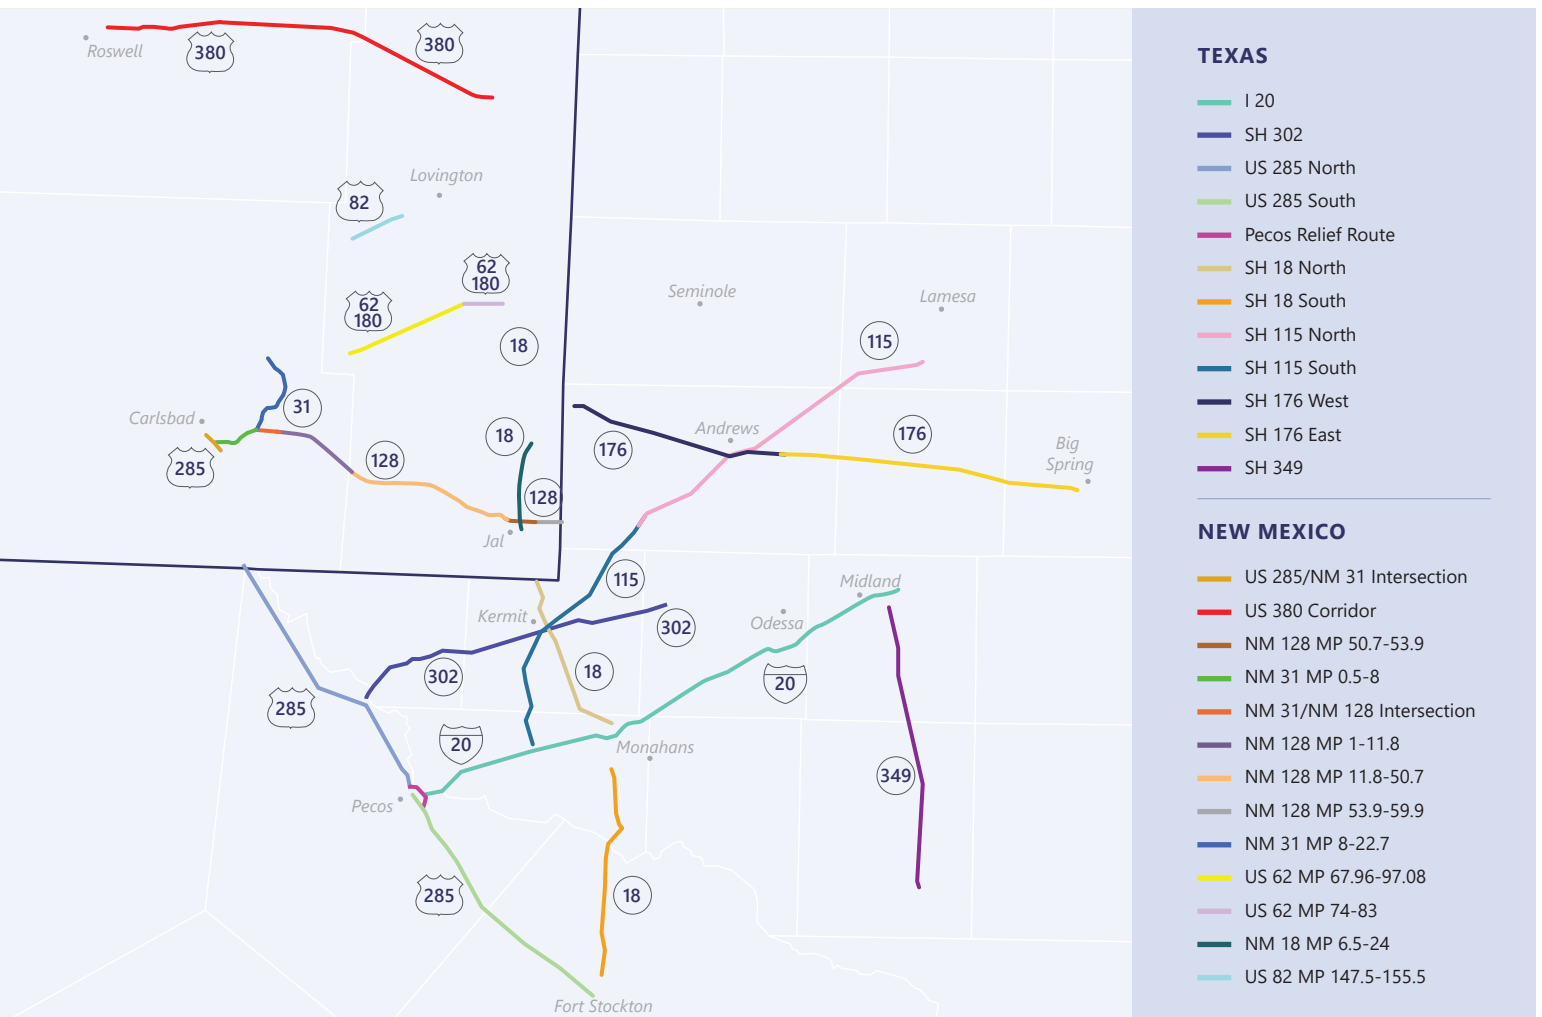 Roswell
380
380
Lovington
82
62
180
62
180
18
Seminole
Lamesa
115
Carlsbad
31
285
128
18
128
Jal
176
Andrews
176
Big
Spring
115
Kermit
302
302
18
Midland
Odessa
20
285
20
Monahans
Pecos
349
285
18
Fort Stockton
TEXAS
I 20
SH 302
US 285 North
US 285 South
Pecos Relief Route
SH 18 North
SH 18 South
SH 115 North
SH 115 South
SH 176 West
SH 176 East
SH 349
NEW MEXICO
US 285/NM 31 Intersection
US 380 Corridor
NM 128 MP 50.7-53.9
NM 31 MP 0.5-8
NM 31/NM 128 Intersection
NM 128 MP 1-11.8
NM 128 MP 11.8-50.7
NM 128 MP 53.9-59.9
NM 31 MP 8-22.7
US 62 MP 67.96-97.08
US 62 MP 74-83
NM 18 MP 6.5-24
US 82 MP 147.5-155.5